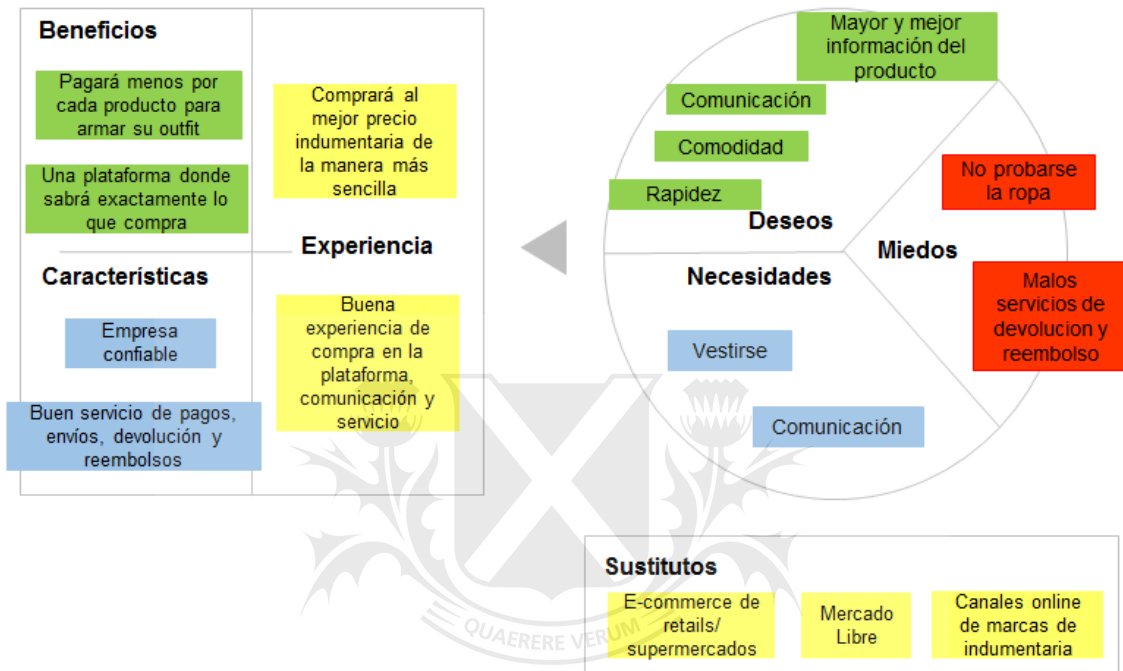 Beneficios
Pagará menos por
cada producto para
armar su outfit
Una plataforma donde
sabrá exactamente lo
que compra
Comprará al
mejor precio
indumentaria de
la manera más
sencilla
Experiencia
Características
Empresa
confiable
Buen servicio de pagos,
envíos, devolución y
reembolsos
Buena
experiencia de
compra en la
plataforma,
comunicación y
servicio
Mayor y mejor
información del
producto
Comunicación
Comodidad
Rapidez
Deseos
No probarse
la ropa
Miedos
Malos
servicios de
devolucion y
reembolso
Necesidades
Vestirse
Comunicación
Sustitutos
E-commerce de
retails/
supermercados
Mercado
Libre
Canales online
de marcas de
indumentaria
QUAERERE VERUM